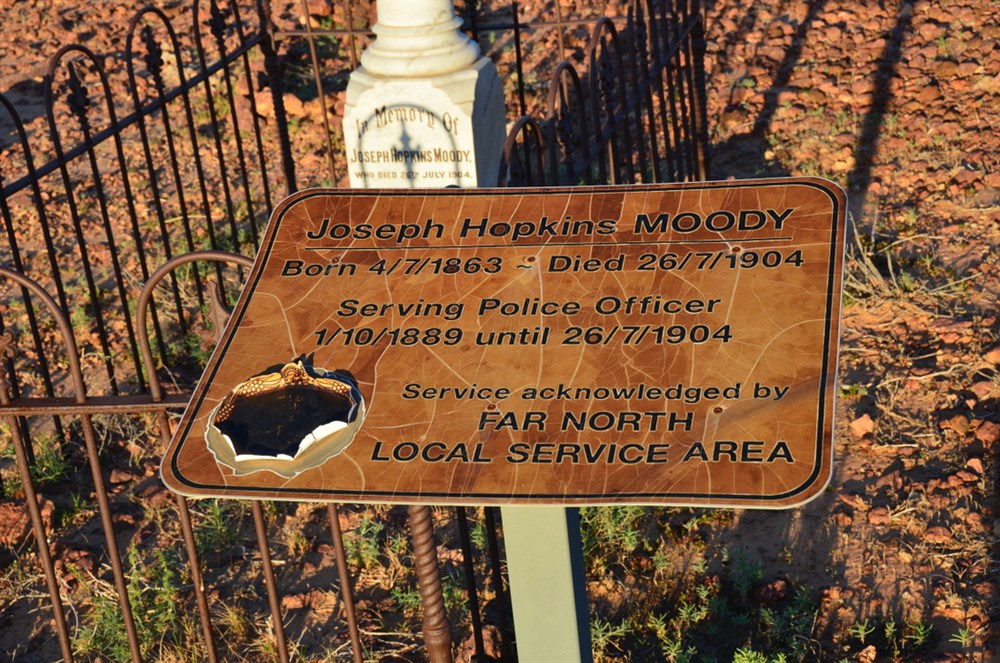 In Memory Of
JOSEPH HOPKINS MOODY,
WHO DIED 26TH JULY 1904.
Joseph Hopkins MOODY
Born 4/7/1863 ~ Died 26/7/1904
Serving Police Officer
1/10/1889 until 26/7/1904
Service acknowledged by
FAR NORTH
LOCAL SERVICE AREA